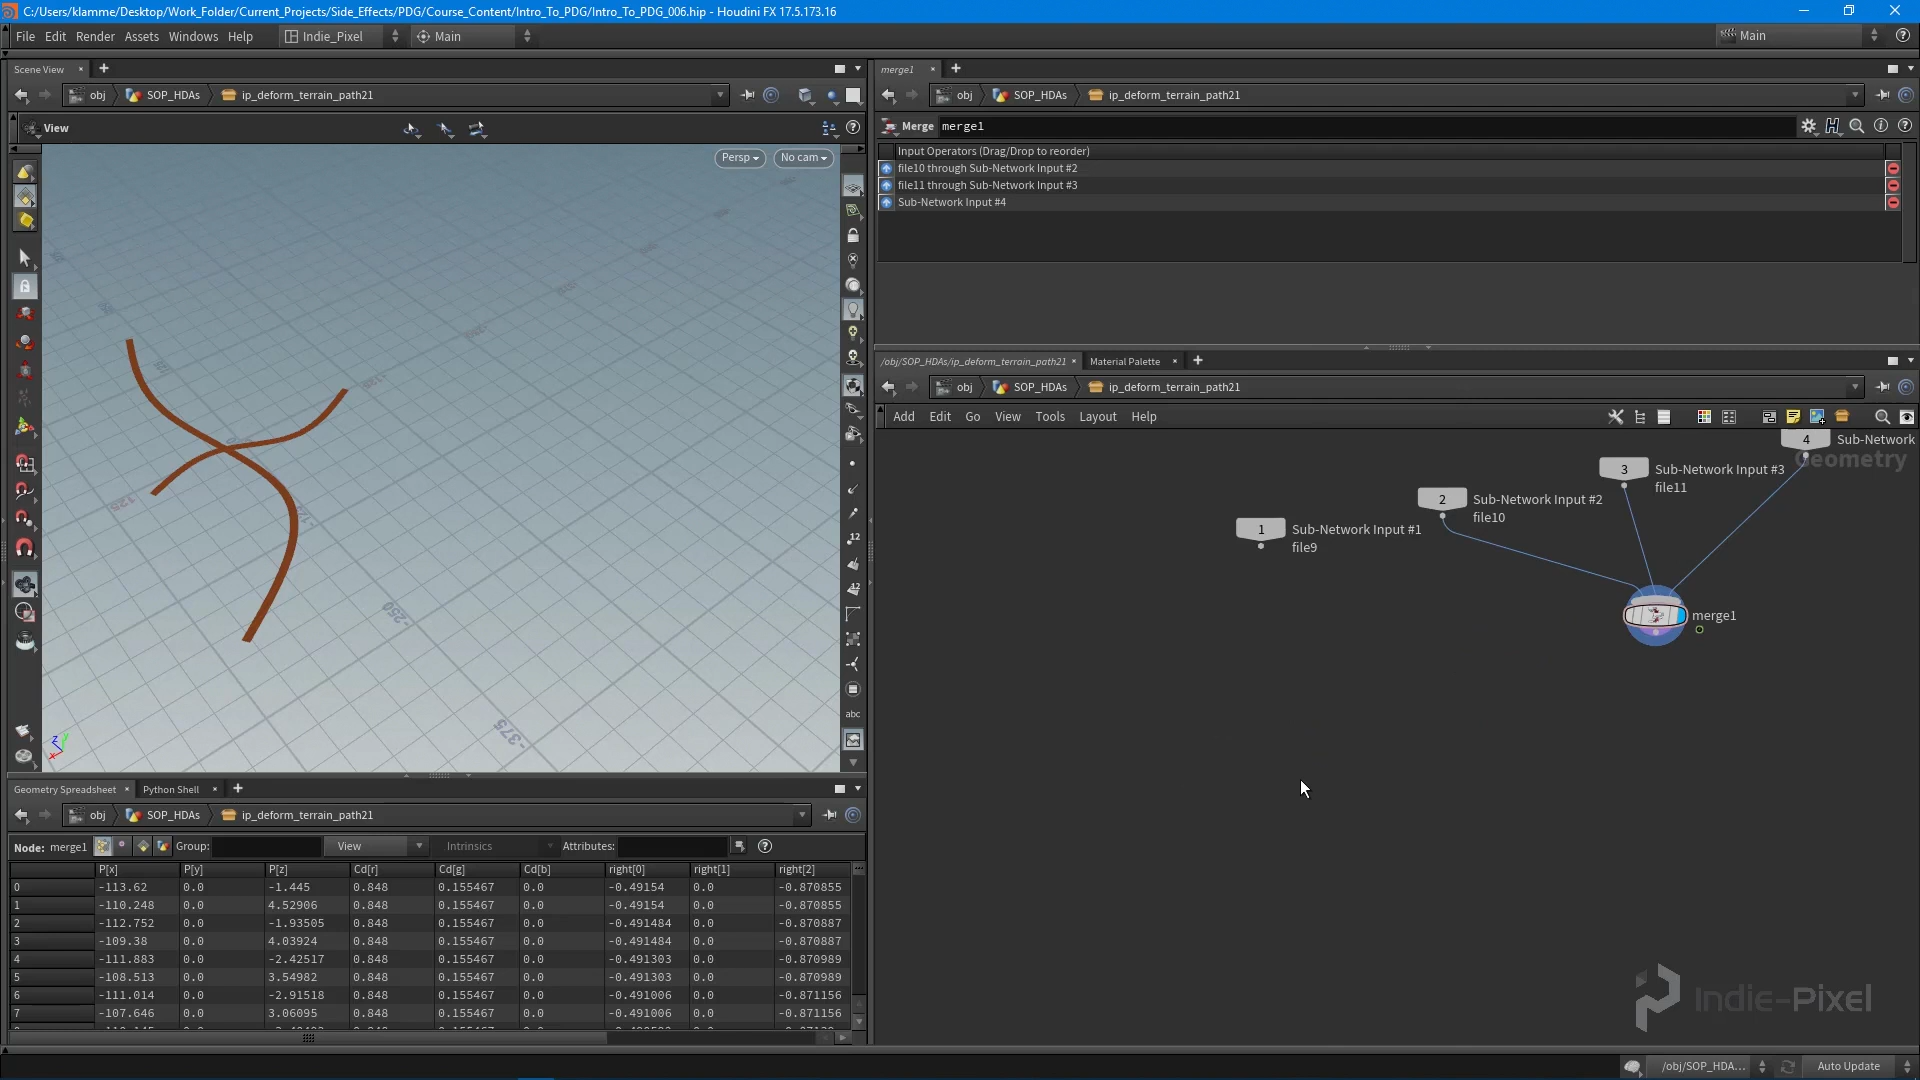 C:/Users/klamme/Desktop/Work_Folder/Current_Projects/Side_Effects/PDG/Course_Content/Intro_To_PDG/Intro_To_PDG_006.hip - Houdini FX 17.5.173.16
File Edit Render Assets Windows Help Indie_Pixel Main Main
Scene View
obj SOP_HDAs ip_deform_terrain_path21
View
Persp No cam
125
-250
-375
12
12
abc
z y x
merge1
obj SOP_HDAs ip_deform_terrain_path21
Merge merge1
Input Operators (Drag/Drop to reorder)
file10 through Sub-Network Input #2
file11 through Sub-Network Input #3
Sub-Network Input #4
/obj/SOP_HDAs/ip_deform_terrain_path21 Material Palette
obj SOP_HDAs ip_deform_terrain_path21
Add Edit Go View Tools Layout Help
Geometry
4 Sub-Network
3 Sub-Network Input #3
file11
2 Sub-Network Input #2
file10
1 Sub-Network Input #1
file9
merge1
Indie-Pixel
Geometry Spreadsheet Python Shell
obj SOP_HDAs ip_deform_terrain_path21
Node: merge1 Group: View Intrinsics Attributes:
P[x] P[y] P[z] Cd[r] Cd[g] Cd[b] right[0] right[1] right[2]
0 -113.62 0.0 -1.445 0.848 0.155467 0.0 -0.49154 0.0 -0.870855
1 -110.248 0.0 4.52906 0.848 0.155467 0.0 -0.49154 0.0 -0.870855
2 -112.752 0.0 -1.93505 0.848 0.155467 0.0 -0.491484 0.0 -0.870887
3 -109.38 0.0 4.03924 0.848 0.155467 0.0 -0.491484 0.0 -0.870887
4 -111.883 0.0 -2.42517 0.848 0.155467 0.0 -0.491303 0.0 -0.870989
5 -108.513 0.0 3.54982 0.848 0.155467 0.0 -0.491303 0.0 -0.870989
6 -111.014 0.0 -2.91518 0.848 0.155467 0.0 -0.491006 0.0 -0.871156
7 -107.646 0.0 3.06095 0.848 0.155467 0.0 -0.491006 0.0 -0.871156
/obj/SOP_HDA... Auto Update